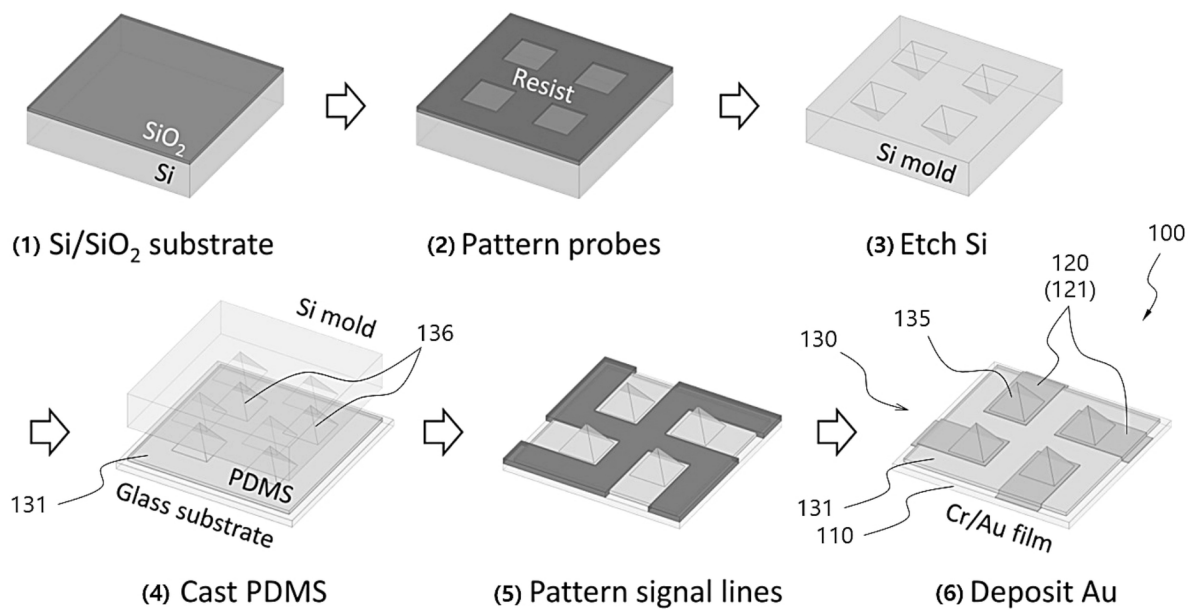 SiO₂
Si
(1) Si/SiO₂ substrate
Resist
(2) Pattern probes
Si mold
(3) Etch Si
Si mold
136
131
PDMS
Glass substrate
(4) Cast PDMS
(5) Pattern signal lines
100
120
(121)
135
130
131
110
Cr/Au film
(6) Deposit Au